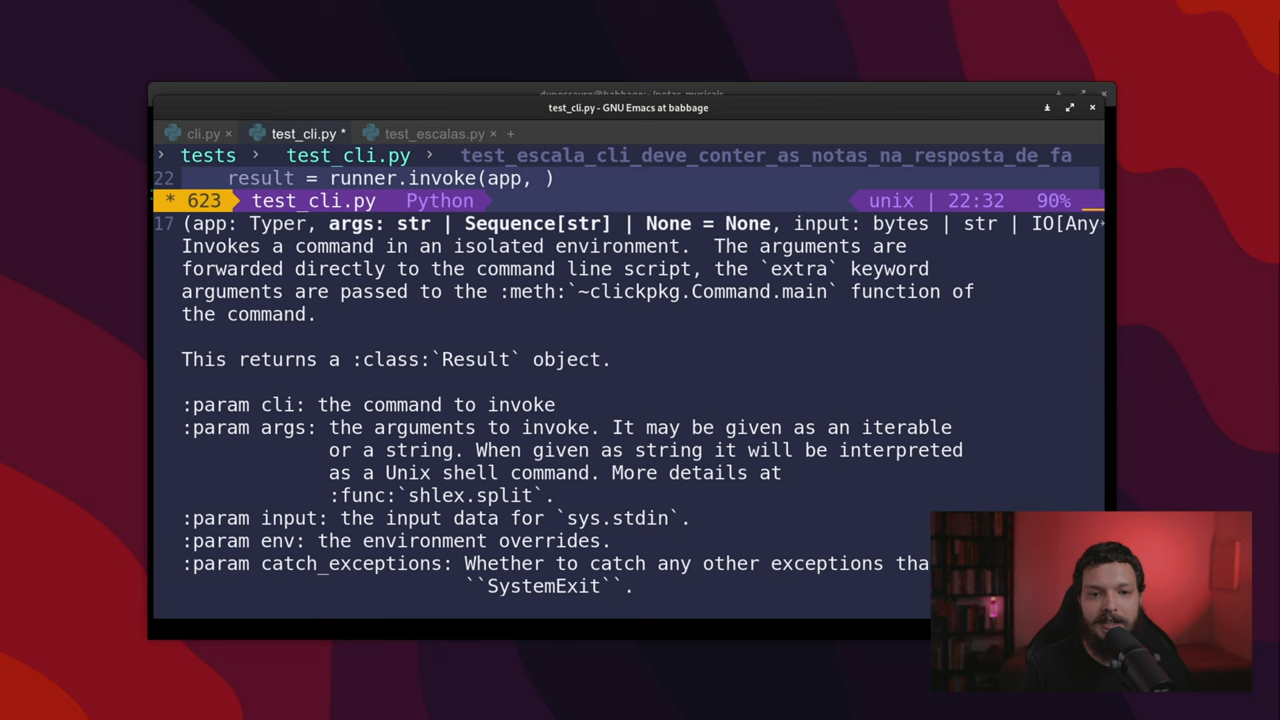 test_cli.py - GNU Emacs at babbage
cli.py × test_cli.py * test_escalas.py × +
› tests › test_cli.py › test_escala_cli_deve_conter_as_notas_na_resposta_de_fa
22 result = runner.invoke(app, )
* 623 test_cli.py Python unix | 22:32 90%
17 (app: Typer, args: str | Sequence[str] | None = None, input: bytes | str | IO[Any
Invokes a command in an isolated environment. The arguments are
forwarded directly to the command line script, the `extra` keyword
arguments are passed to the :meth:`~clickpkg.Command.main` function of
the command.
This returns a :class:`Result` object.
:param cli: the command to invoke
:param args: the arguments to invoke. It may be given as an iterable
or a string. When given as string it will be interpreted
as a Unix shell command. More details at
:func:`shlex.split`.
:param input: the input data for `sys.stdin`.
:param env: the environment overrides.
:param catch_exceptions: Whether to catch any other exceptions tha
``SystemExit``.